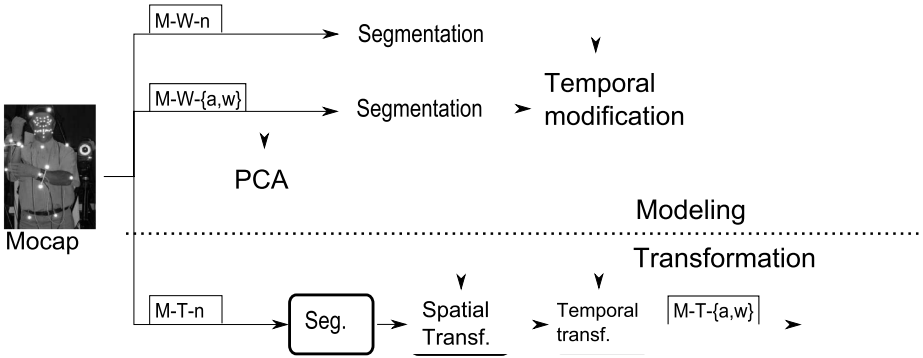 M-W-n
Segmentation
M-W-{a,w}
Segmentation
Temporal
modification
PCA
Mocap
Modeling
Transformation
M-T-n
Seg.
Spatial
Transf.
Temporal
transf.
M-T-{a,w}